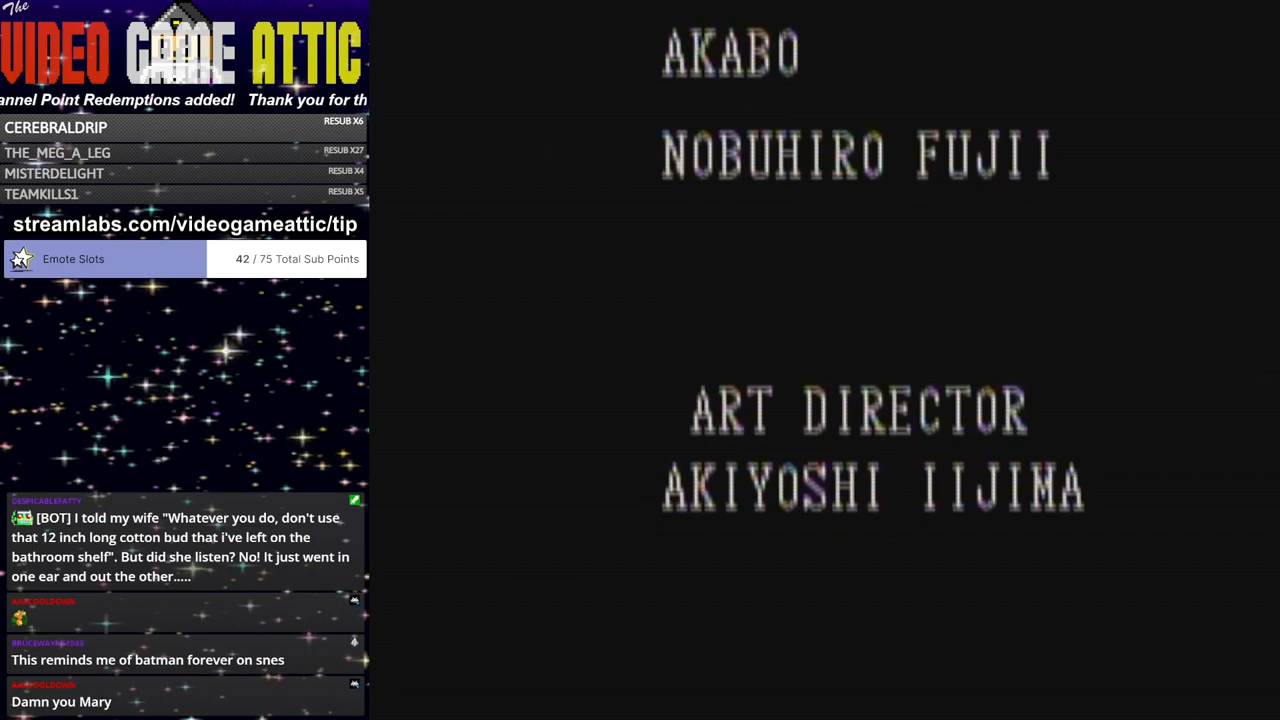 The
VIDEO GAME ATTIC
annel Point Redemptions added! Thank you for th
CEREBRALDRIP RESUB X6
THE_MEG_A_LEG RESUB X27
MISTERDELIGHT RESUB X4
TEAMKILLS1 RESUB X5
streamlabs.com/videogameattic/tip
Emote Slots 42 / 75 Total Sub Points
DESPICABLEFATTY
[BOT] I told my wife "Whatever you do, don't use
that 12 inch long cotton bud that i've left on the
bathroom shelf". But did she listen? No! It just went in
one ear and out the other.....
This reminds me of batman forever on snes
Damn you Mary
AKABO
NOBUHIRO FUJII
ART DIRECTOR
AKIYOSHI IIJIMA